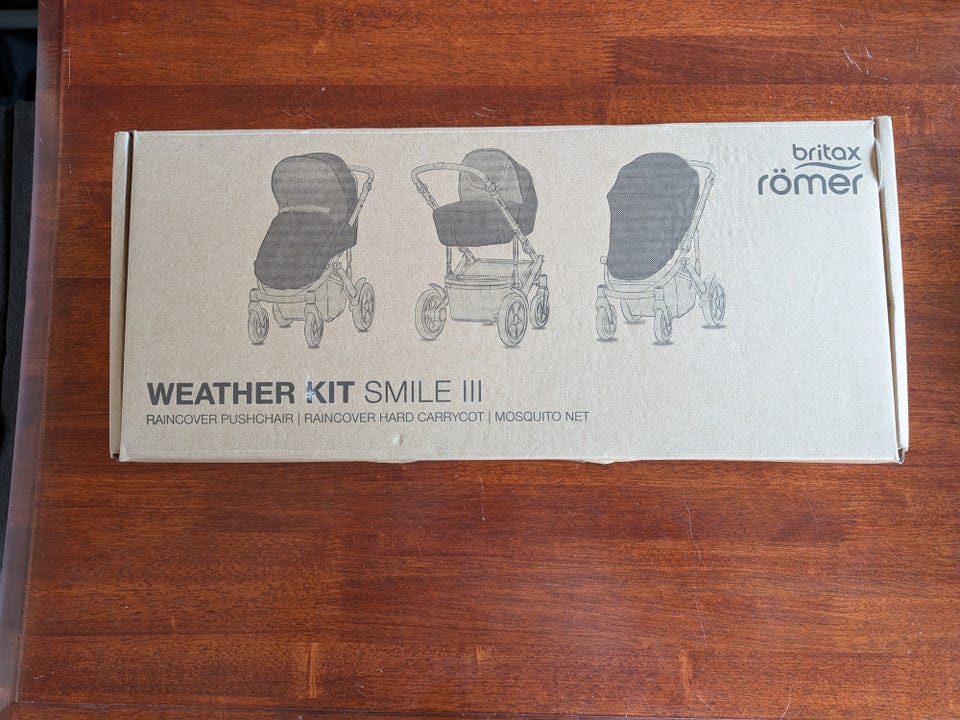 britax
römer
WEATHER KIT SMILE III
RAINCOVER PUSHCHAIR | RAINCOVER HARD CARRYCOT | MOSQUITO NET